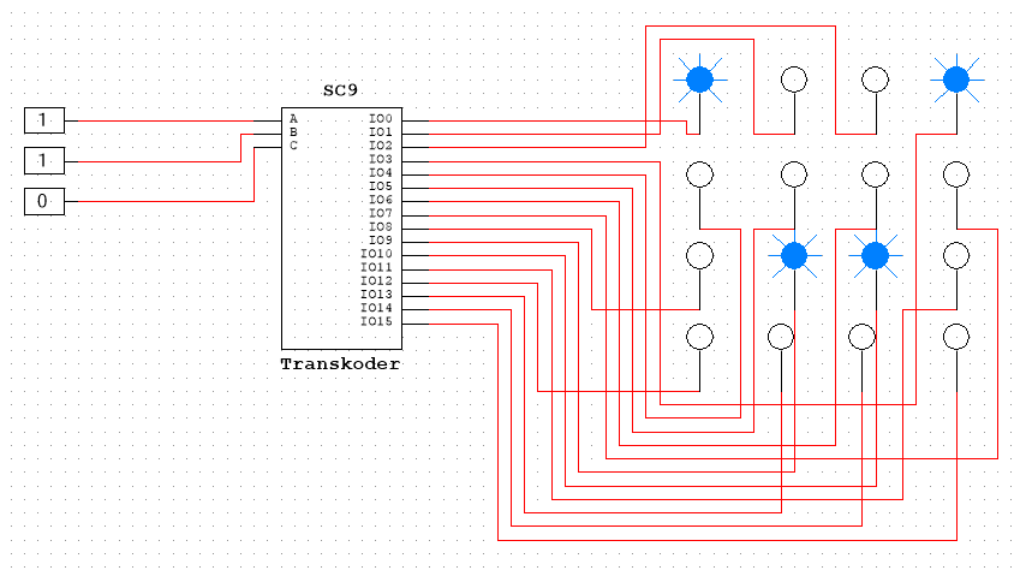 SC9
1
1
0
A
B
C
IO0
IO1
IO2
IO3
IO4
IO5
IO6
IO7
IO8
IO9
IO10
IO11
IO12
IO13
IO14
IO15
Transkoder